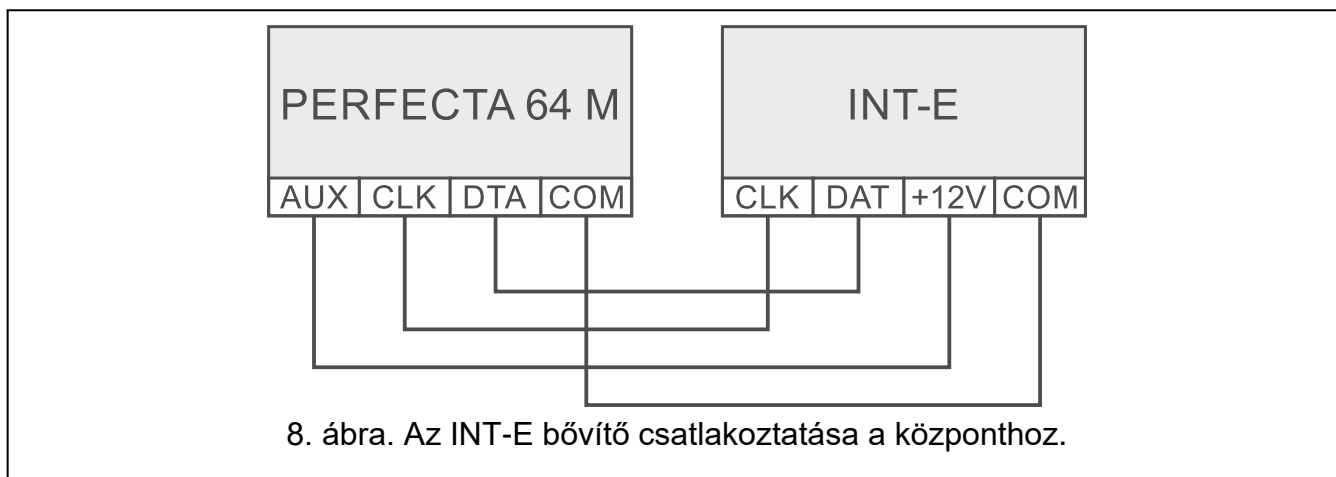 PERFECTA 64 M
INT-E
AUX CLK DTA COM
CLK DAT +12V COM
8. ábra. Az INT-E bővítő csatlakoztatása a központhoz.